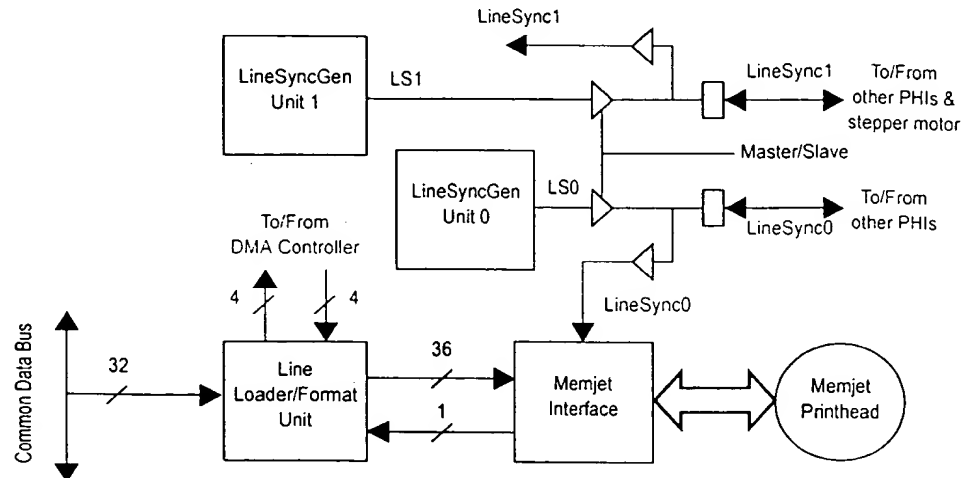 LineSync1
LineSyncGen
Unit 1
LS1
LineSync1
To/From
other PHIs &
stepper motor
Master/Slave
LineSyncGen
Unit 0
LS0
LineSync0
To/From
other PHIs
To/From
DMA Controller
4
4
LineSync0
Common Data Bus
32
Line
Loader/Format
Unit
36
1
Memjet
Interface
Memjet
Printhead